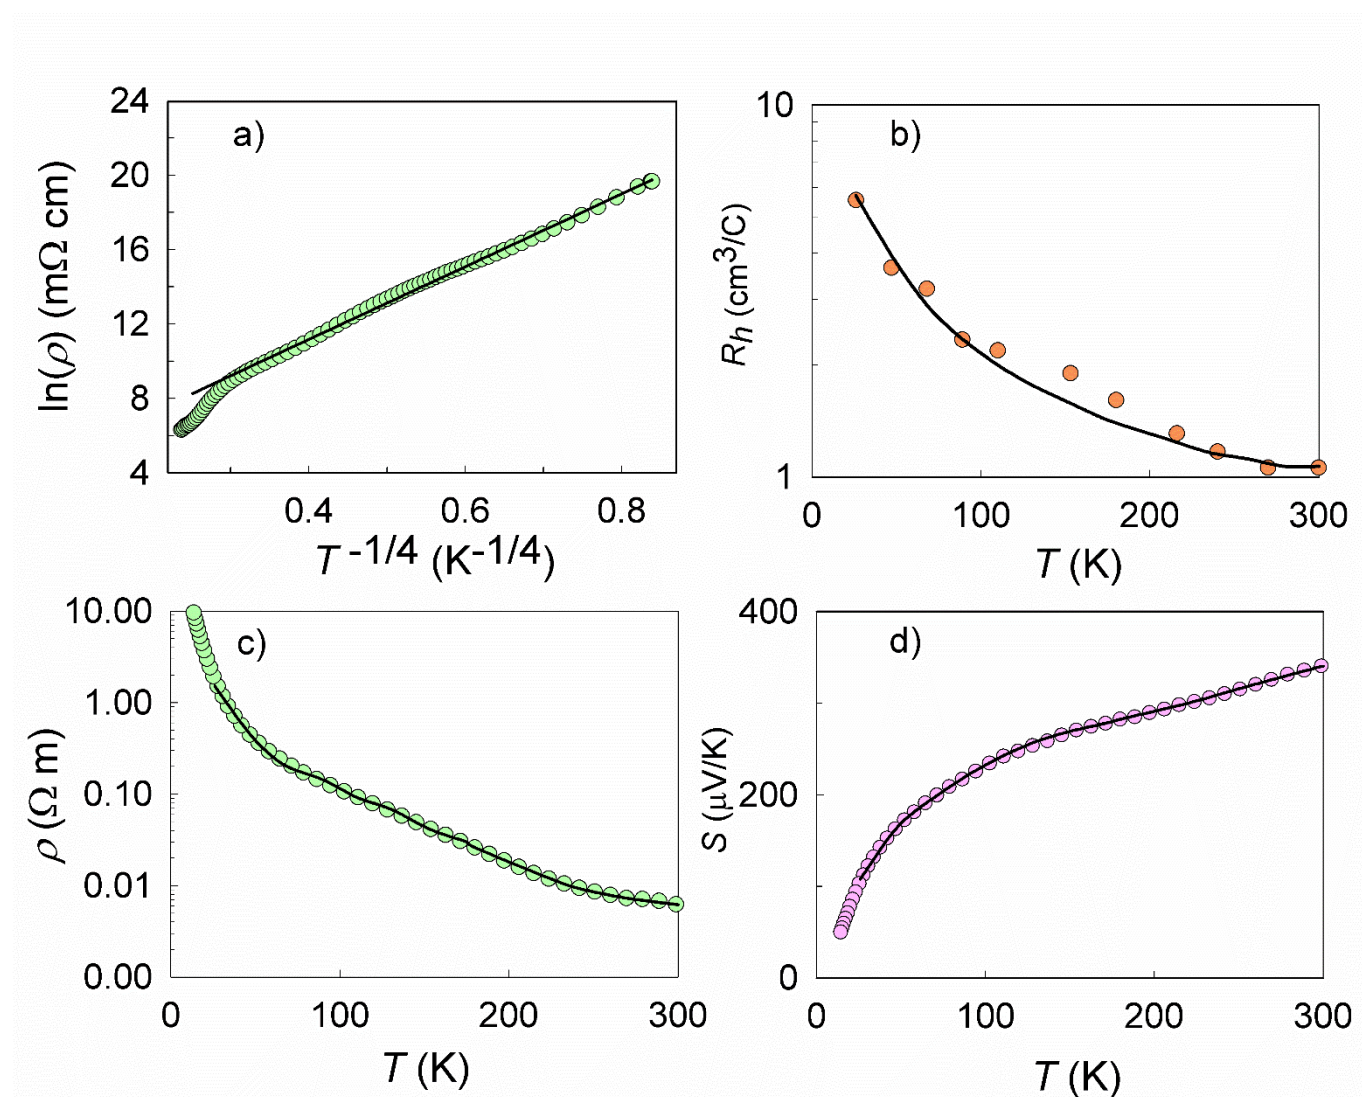 a)
24
20
16
12
8
4
ln(ρ) (mΩ cm)
0.4 0.6 0.8
T -1/4 (K-1/4)
b)
10
1
Rh (cm3/C)
0 100 200 300
T (K)
c)
10.00
1.00
0.10
0.01
0.00
ρ (Ω m)
0 100 200 300
T (K)
d)
400
200
0
S (μV/K)
0 100 200 300
T (K)